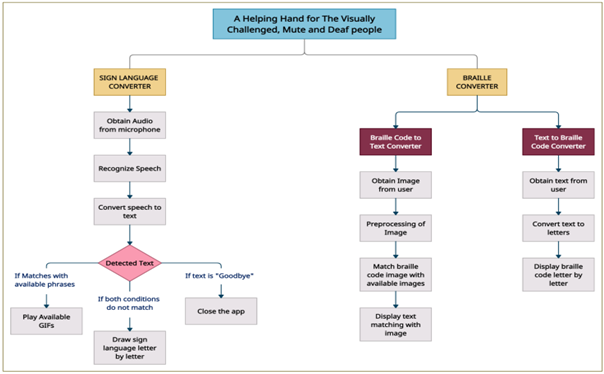 A Helping Hand for The Visually
Challenged, Mute and Deaf people
SIGN LANGUAGE
CONVERTER
Obtain Audio
from microphone
Recognize Speech
Convert speech to
text
Detected Text
If Matches with
available phrases
If both conditions
do not match
If text is "Goodbye"
Play Available
GIFs
Draw sign
language letter
by letter
Close the app
BRAILLE
CONVERTER
Braille Code to
Text Converter
Obtain Image
from user
Preprocessing of
Image
Match braille
code image with
available images
Display text
matching with
image
Text to Braille
Code Converter
Obtain text from
user
Convert text to
letters
Display braille
code letter by
letter